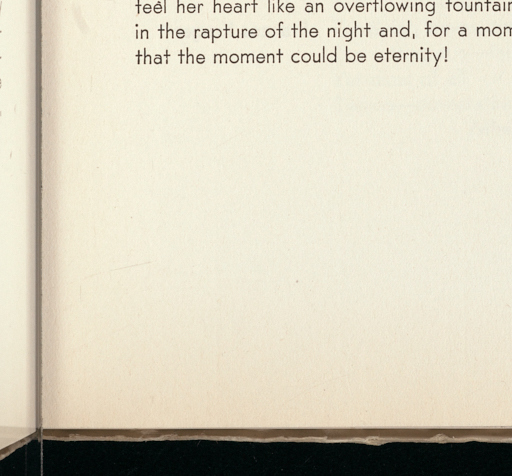 feel her heart like an overflowing fountain
in the rapture of the night and, for a mom
that the moment could be eternity!